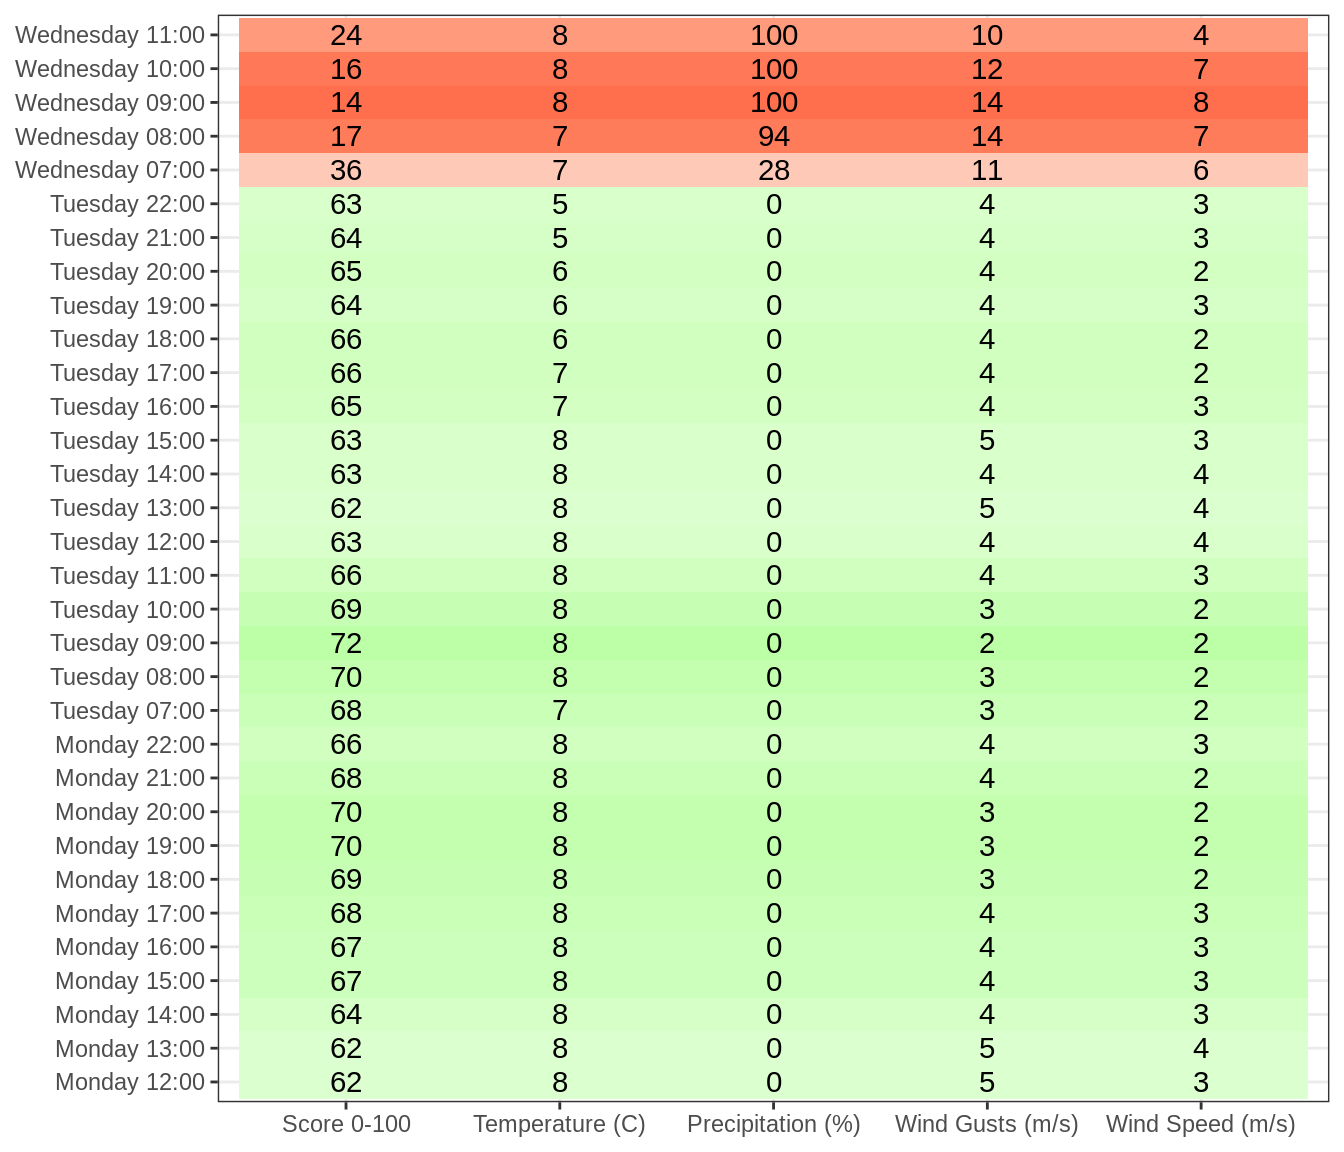 Wednesday 11:00 24 8 100 10 4
Wednesday 10:00 16 8 100 12 7
Wednesday 09:00 14 8 100 14 8
Wednesday 08:00 17 7 94 14 7
Wednesday 07:00 36 7 28 11 6
Tuesday 22:00 63 5 0 4 3
Tuesday 21:00 64 5 0 4 3
Tuesday 20:00 65 6 0 4 2
Tuesday 19:00 64 6 0 4 3
Tuesday 18:00 66 6 0 4 2
Tuesday 17:00 66 7 0 4 2
Tuesday 16:00 65 7 0 4 3
Tuesday 15:00 63 8 0 5 3
Tuesday 14:00 63 8 0 4 4
Tuesday 13:00 62 8 0 5 4
Tuesday 12:00 63 8 0 4 4
Tuesday 11:00 66 8 0 4 3
Tuesday 10:00 69 8 0 3 2
Tuesday 09:00 72 8 0 2 2
Tuesday 08:00 70 8 0 3 2
Tuesday 07:00 68 7 0 3 2
Monday 22:00 66 8 0 4 3
Monday 21:00 68 8 0 4 2
Monday 20:00 70 8 0 3 2
Monday 19:00 70 8 0 3 2
Monday 18:00 69 8 0 3 2
Monday 17:00 68 8 0 4 3
Monday 16:00 67 8 0 4 3
Monday 15:00 67 8 0 4 3
Monday 14:00 64 8 0 4 3
Monday 13:00 62 8 0 5 4
Monday 12:00 62 8 0 5 3
Score 0-100 Temperature (C) Precipitation (%) Wind Gusts (m/s) Wind Speed (m/s)